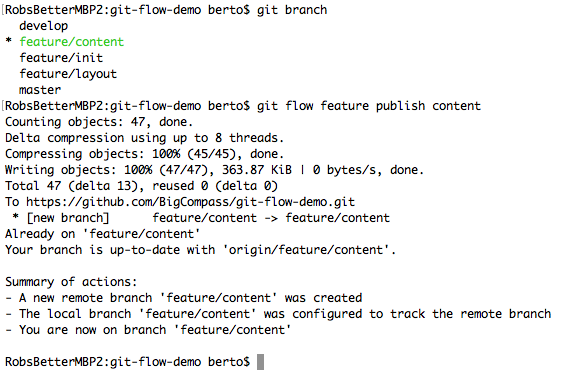 [RobsBetterMBP2:git-flow-demo berto$ git branch
  develop
* feature/content
  feature/init
  feature/layout
  master
[RobsBetterMBP2:git-flow-demo berto$ git flow feature publish content
Counting objects: 47, done.
Delta compression using up to 8 threads.
Compressing objects: 100% (45/45), done.
Writing objects: 100% (47/47), 363.87 KiB | 0 bytes/s, done.
Total 47 (delta 13), reused 0 (delta 0)
To https://github.com/BigCompass/git-flow-demo.git
 * [new branch]      feature/content -> feature/content
Already on 'feature/content'
Your branch is up-to-date with 'origin/feature/content'.

Summary of actions:
- A new remote branch 'feature/content' was created
- The local branch 'feature/content' was configured to track the remote branch
- You are now on branch 'feature/content'

RobsBetterMBP2:git-flow-demo berto$